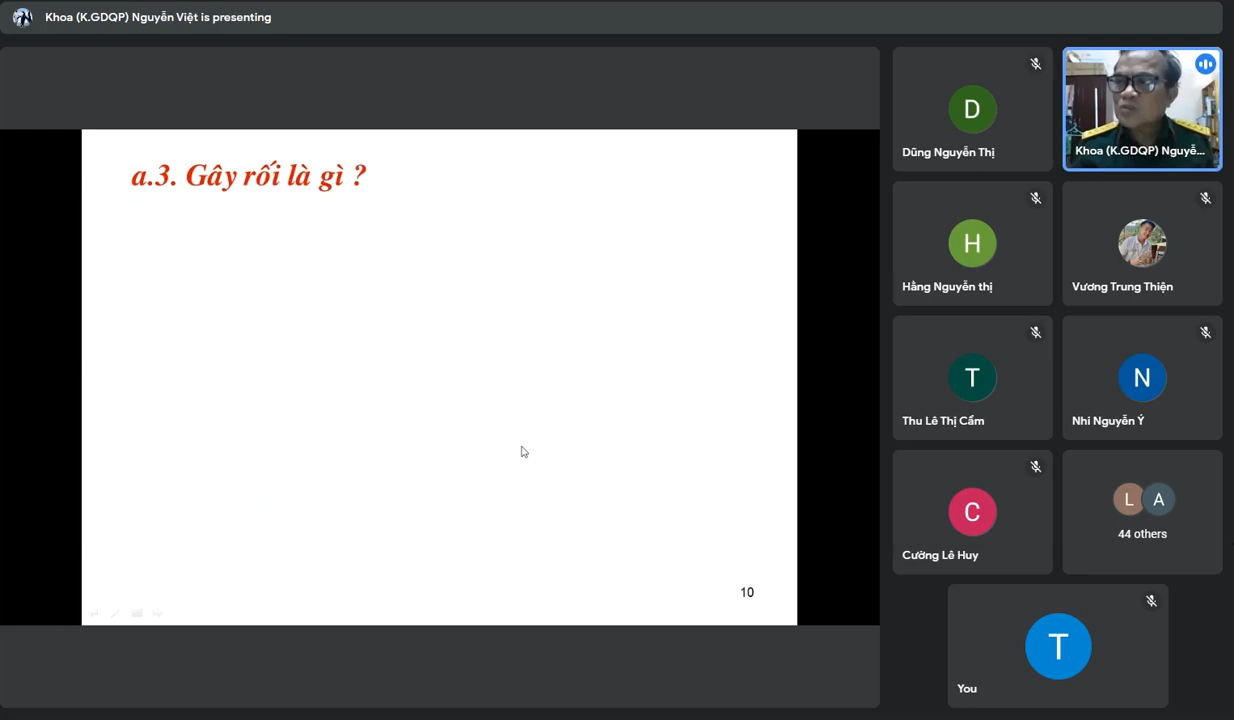 Khoa (K.GDQP) Nguyễn Việt is presenting
a.3. Gây rối là gì ?
10
D
Dũng Nguyễn Thị
Khoa (K.GDQP) Nguyễ...
H
Hằng Nguyễn thị
Vương Trung Thiện
T
Thu Lê Thị Cẩm
N
Nhi Nguyễn Ý
C
Cường Lê Huy
L A
44 others
T
You